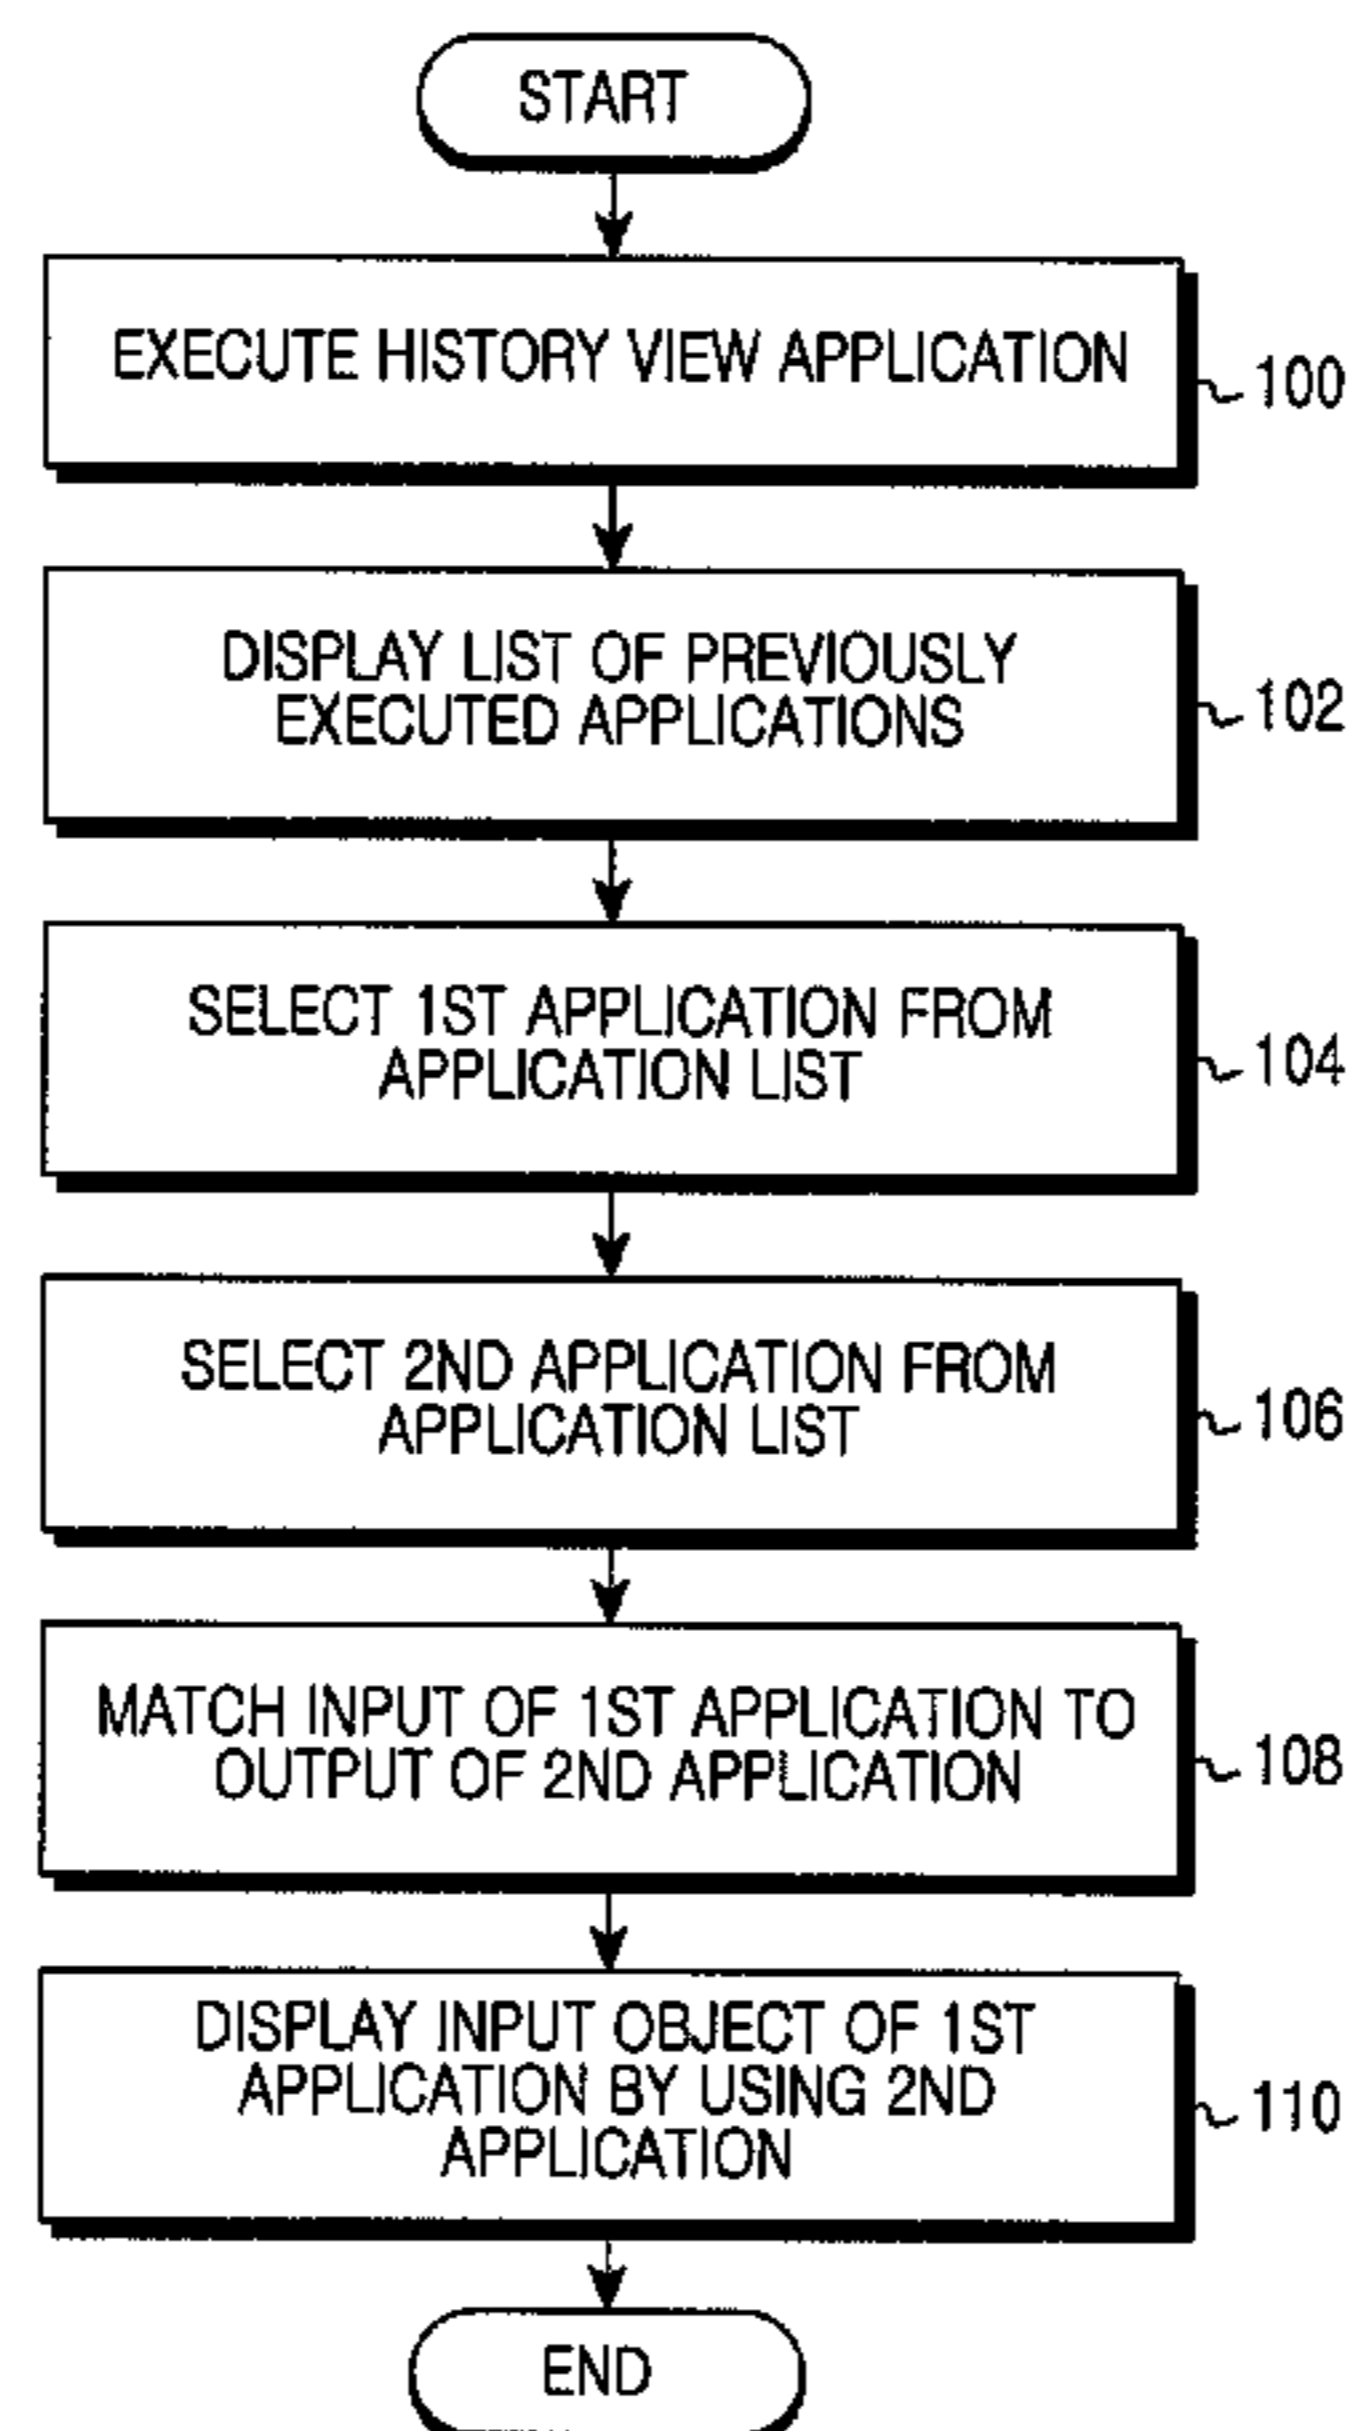 START
EXECUTE HISTORY VIEW APPLICATION
100
DISPLAY LIST OF PREVIOUSLY
EXECUTED APPLICATIONS
102
SELECT 1ST APPLICATION FROM
APPLICATION LIST
104
SELECT 2ND APPLICATION FROM
APPLICATION LIST
106
MATCH INPUT OF 1ST APPLICATION TO
OUTPUT OF 2ND APPLICATION
108
DISPLAY INPUT OBJECT OF 1ST
APPLICATION BY USING 2ND
APPLICATION
110
END